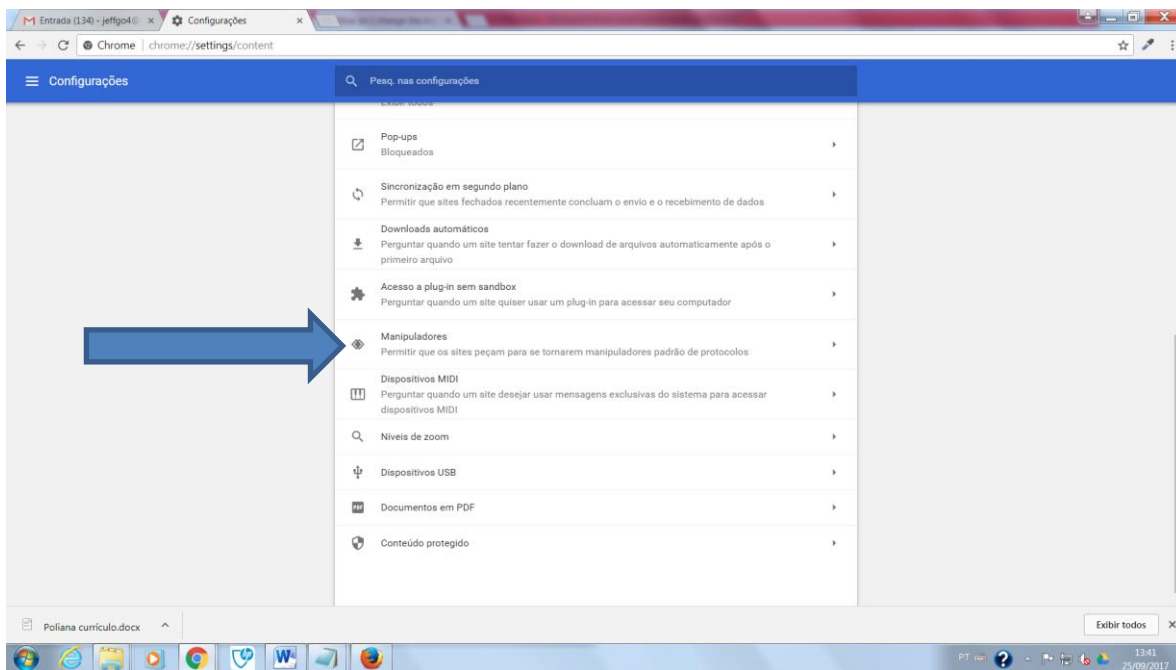 Entrada (134) - jeffgo4@
Configurações
Chrome | chrome://settings/content
Configurações
Pesq. nas configurações
Exibir todos
Pop-ups
Bloqueados
Sincronização em segundo plano
Permitir que sites fechados recentemente concluam o envio e o recebimento de dados
Downloads automáticos
Perguntar quando um site tentar fazer o download de arquivos automaticamente após o
primeiro arquivo
Acesso a plug-in sem sandbox
Perguntar quando um site quiser usar um plug-in para acessar seu computador
Manipuladores
Permitir que os sites peçam para se tornarem manipuladores padrão de protocolos
Dispositivos MIDI
Perguntar quando um site desejar usar mensagens exclusivas do sistema para acessar
dispositivos MIDI
Níveis de zoom
Dispositivos USB
PDF Documentos em PDF
Conteúdo protegido
Poliana currículo.docx
Exibir todos
PT
13:41
25/09/2017